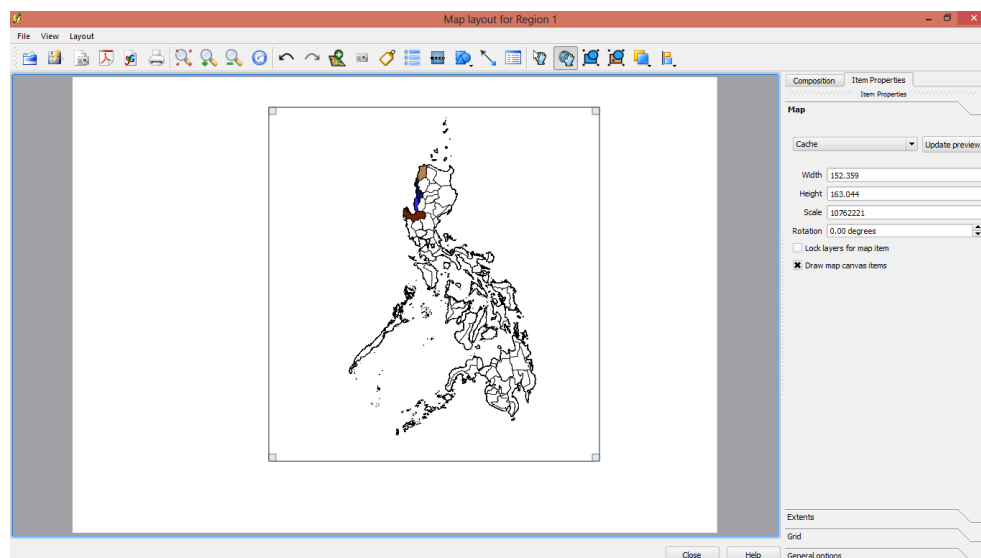 Map layout for Region 1
File View Layout
Composition Item Properties
Item Properties
Map
Cache Update preview
Width 152.359
Height 163.044
Scale 10762221
Rotation 0.00 degrees
Lock layers for map item
Draw map canvas items
Extents
Grid
General options
Close Help